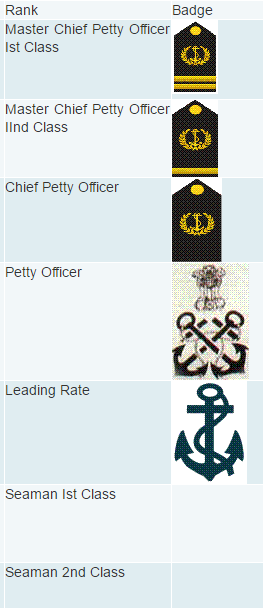 Rank Badge
Master Chief Petty Officer
Ist Class
Master Chief Petty Officer
IInd Class
Chief Petty Officer
Petty Officer
Leading Rate
Seaman Ist Class
Seaman 2nd Class